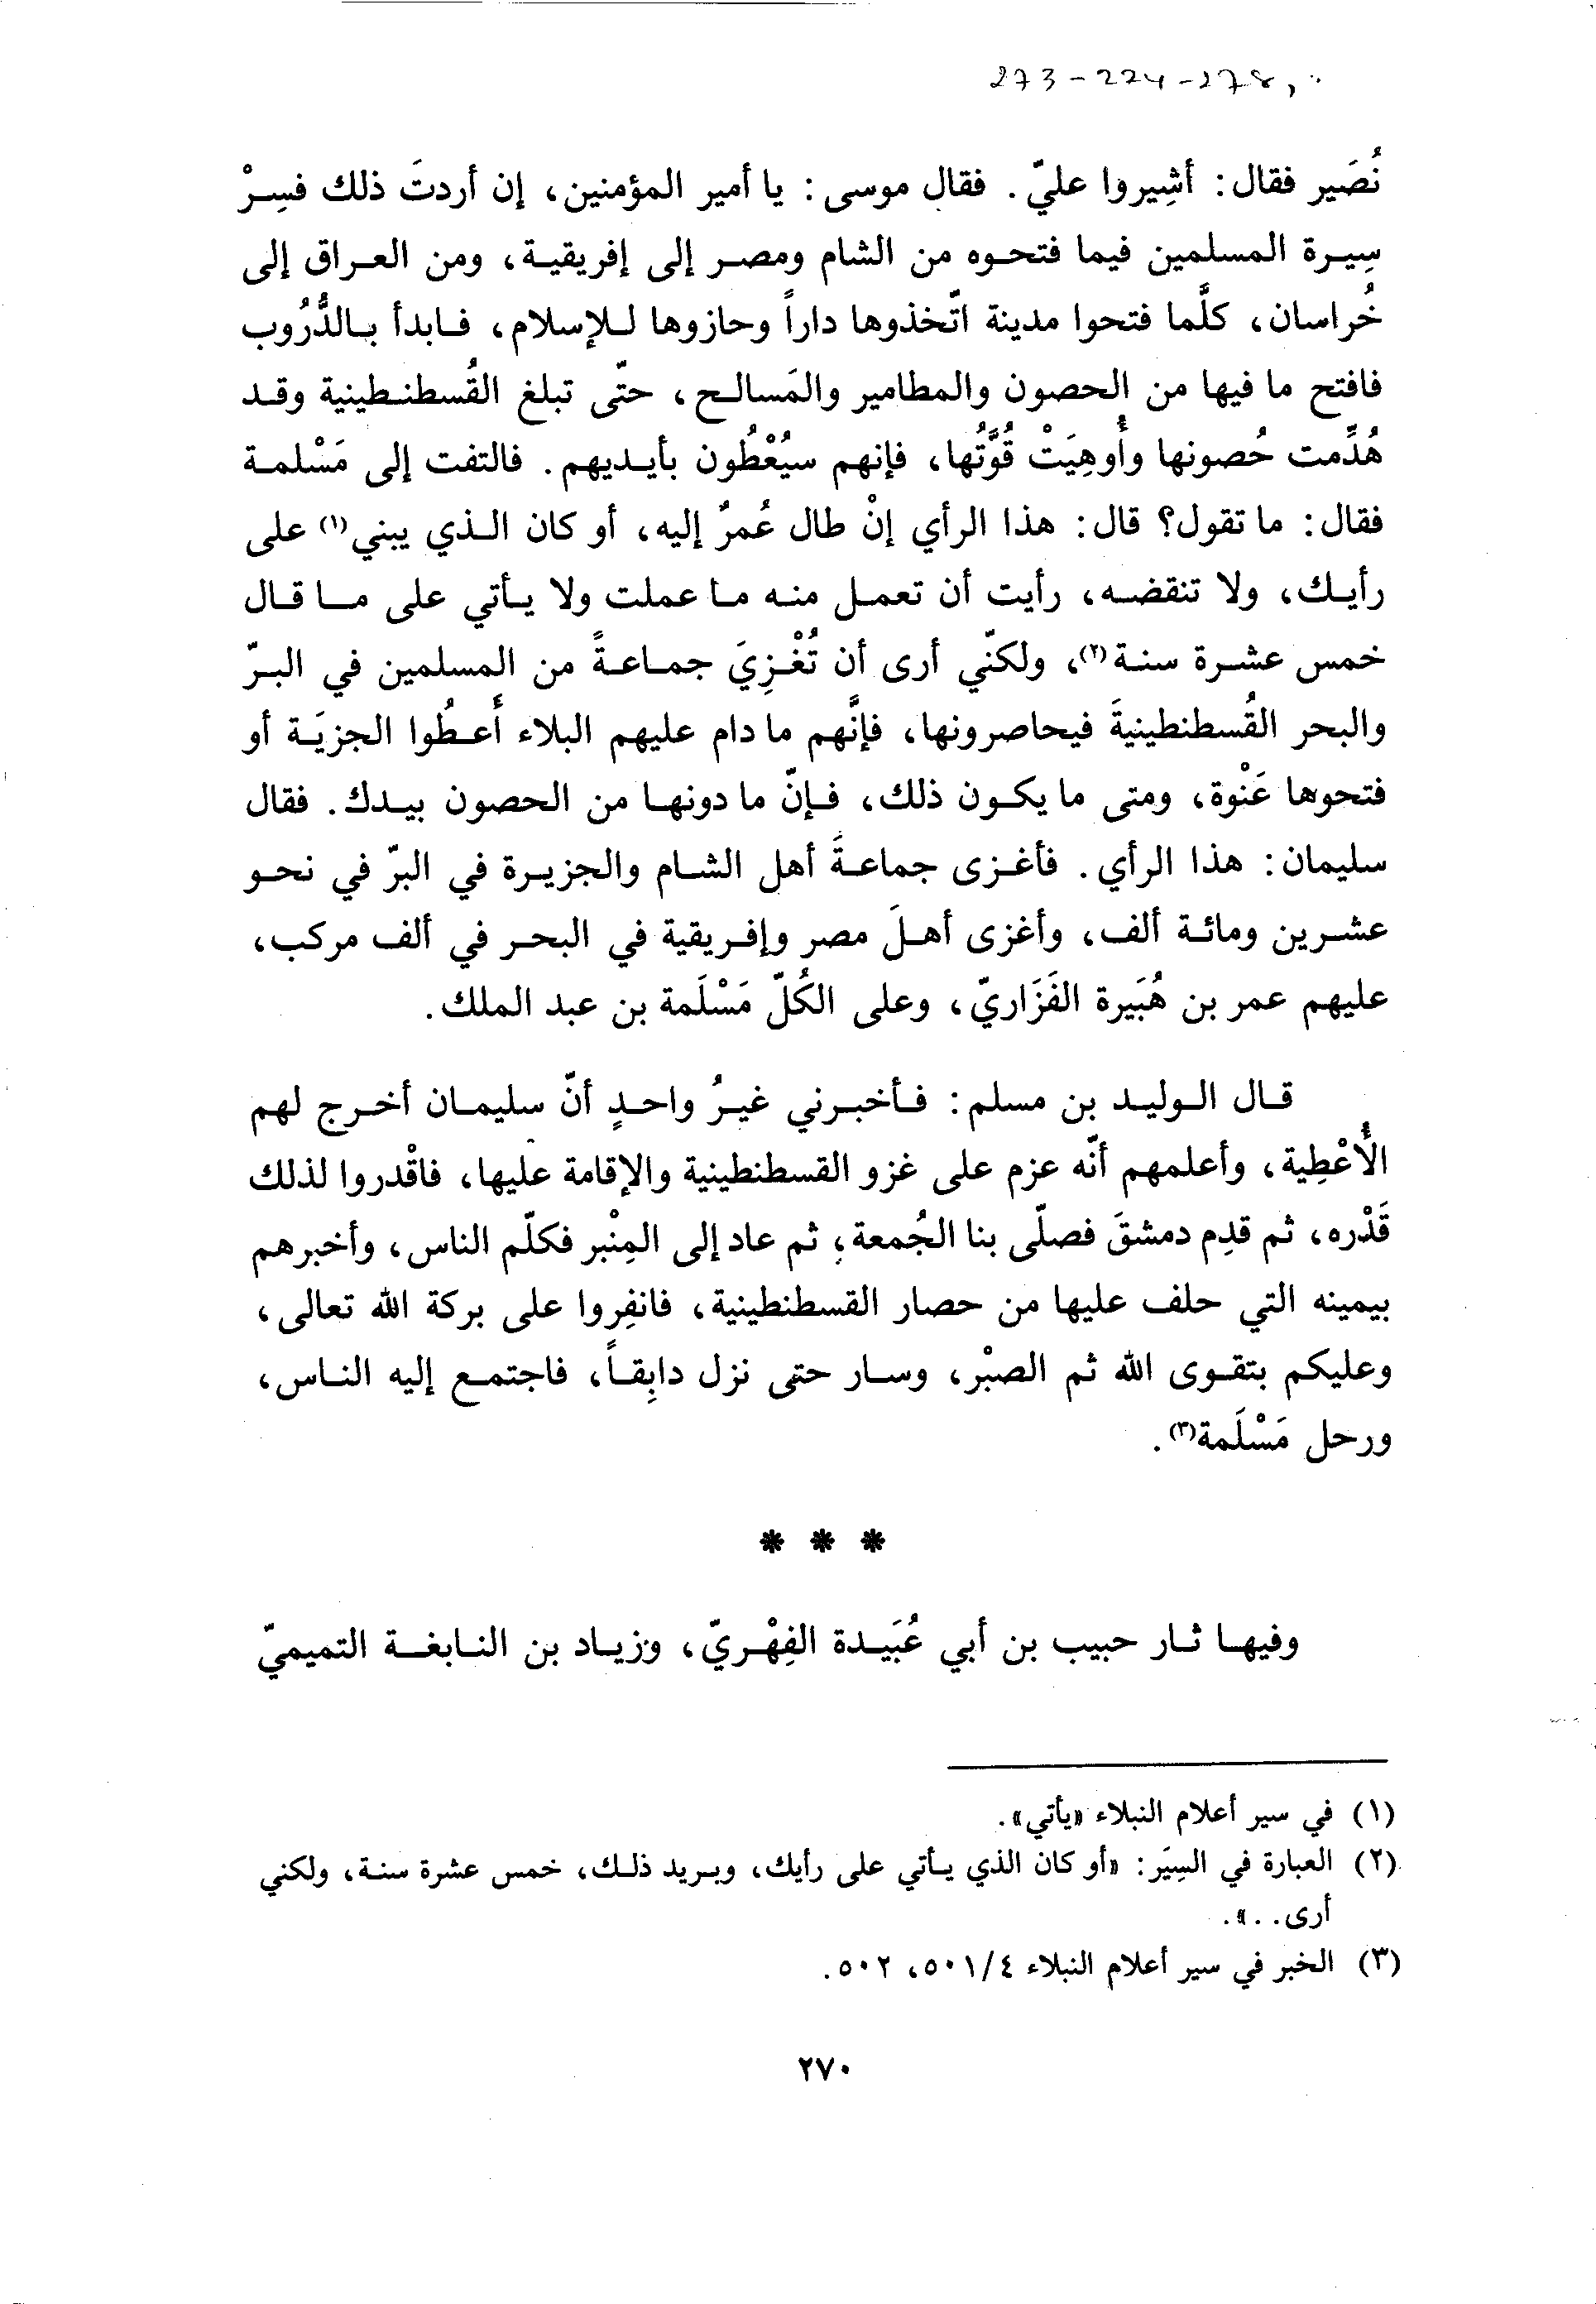 273-224-278,
نُصَير فقال: أشِيروا عليّ. فقال موسى: يا أمير المؤمنين، إن أردتَ ذلك فسِرْ
سِيرة المسلمين فيما فتحوه من الشام ومصر إلى إفريقية، ومن العراق إلى
خُراسان، كلَّما فتحوا مدينة اتّخذوها داراً وحازوها للإسلام، فابدأ بالدُّرُوب
فافتح ما فيها من الحصون والمطامير والمَسالح، حتّى تبلغ القُسطنطينية وقد
هُدِّمت حُصونها وأُوهِيَتْ قُوَّتُها، فإنهم سيُعْطُون بأيديهم. فالتفت إلى مَسْلمة
فقال: ما تقول؟ قال: هذا الرأي إنْ طال عُمرٌ إليه، أو كان الذي يبني(١) على
رأيك، ولا تنقضه، رأيت أن تعمل منه ما عملت ولا يأتي على ما قال
خمس عشرة سنة(٢)، ولكنّي أرى أن تُغْزِيَ جماعةً من المسلمين في البرّ
والبحر القُسطنطينيةَ فيحاصرونها، فإنَّهم ما دام عليهم البلاء أُعطُوا الجزيَة أو
فتحوها عَنْوة، ومتى ما يكون ذلك، فإنّ ما دونها من الحصون بيدك. فقال
سليمان: هذا الرأي. فأغزى جماعةَ أهل الشام والجزيرة في البرّ في نحو
عشرين ومائة ألف، وأغزى أهلَ مصر وإفريقية في البحر في ألف مركب،
عليهم عمر بن هُبَيرة الفَزَاريّ، وعلى الكُلّ مَسْلَمة بن عبد الملك.
قال الوليد بن مسلم: فأخبرني غيرُ واحدٍ أنّ سليمان أخرج لهم
الأُعْطِية، وأعلمهم أنّه عزم على غزو القسطنطينية والإقامة عليها، فاقْدروا لذلك
قَدْره، ثم قدِم دمشقَ فصلّى بنا الجُمعة، ثم عاد إلى المِنْبر فكلّم الناس، وأخبرهم
بيمينه التي حلف عليها من حصار القسطنطينية، فانفِروا على بركة الله تعالى،
وعليكم بتقوى الله ثم الصبْر، وسار حتى نزل دابِقاً، فاجتمع إليه الناس،
ورحل مَسْلَمة(٣).
* * *
وفيها ثار حبيب بن أبي عُبَيدة الفِهْريّ، وزياد بن النابغة التميميّ
(١) في سير أعلام النبلاء «يأتي».
(٢) العبارة في السِيَر: «أو كان الذي يأتي على رأيك، وبريد ذلك، خمس عشرة سنة، ولكني
أرى..».
(٣) الخبر في سير أعلام النبلاء ٥٠١/٤، ٥٠٢.
٢٧٠